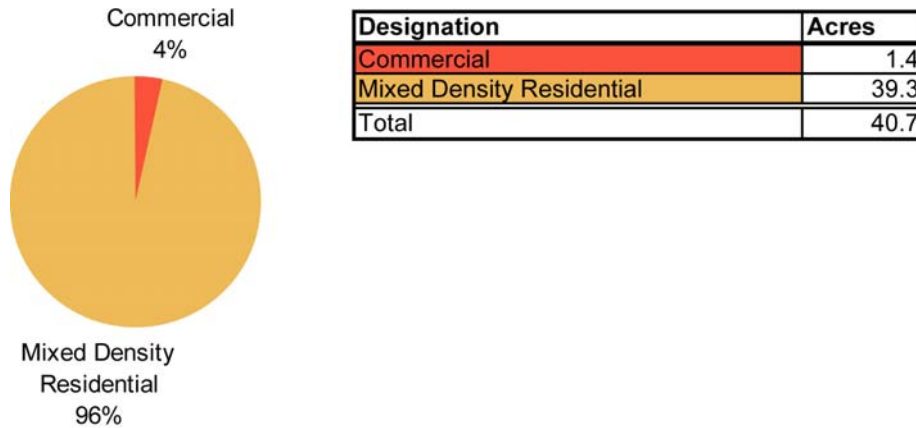 Commercial
4%
Mixed Density
Residential
96%
Designation Acres
Commercial 1.4
Mixed Density Residential 39.3
Total 40.7